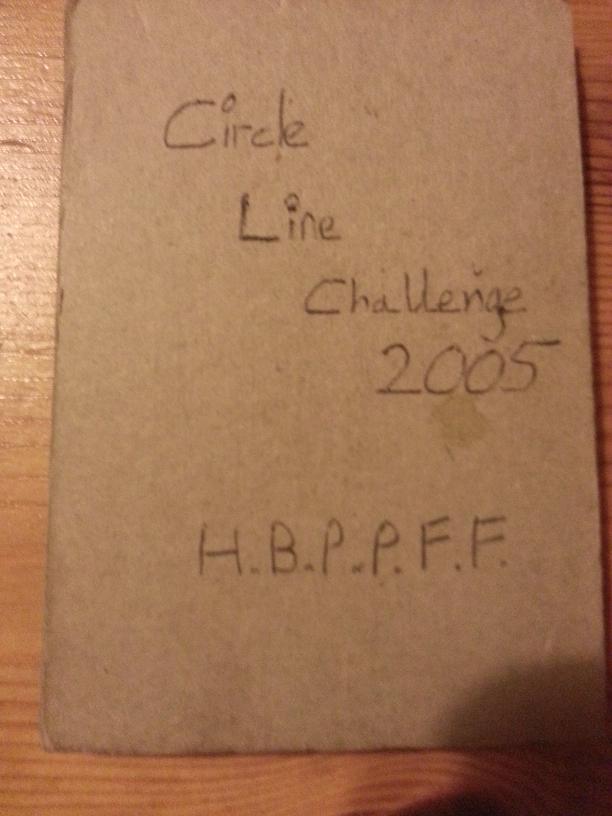 Circle
Line
Challenge
2005
H.B.P.P.F.F.